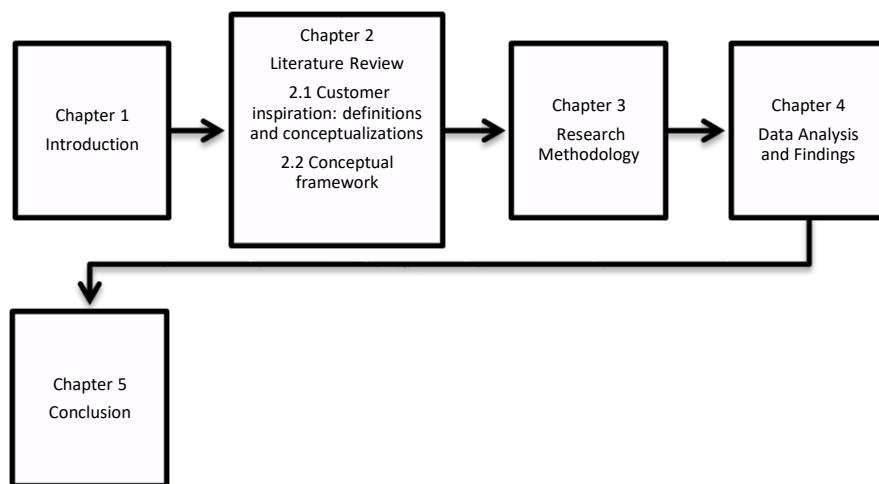 Chapter 1
Introduction
Chapter 2
Literature Review
2.1 Customer
inspiration: definitions
and conceptualizations
2.2 Conceptual
framework
Chapter 3
Research
Methodology
Chapter 4
Data Analysis
and Findings
Chapter 5
Conclusion